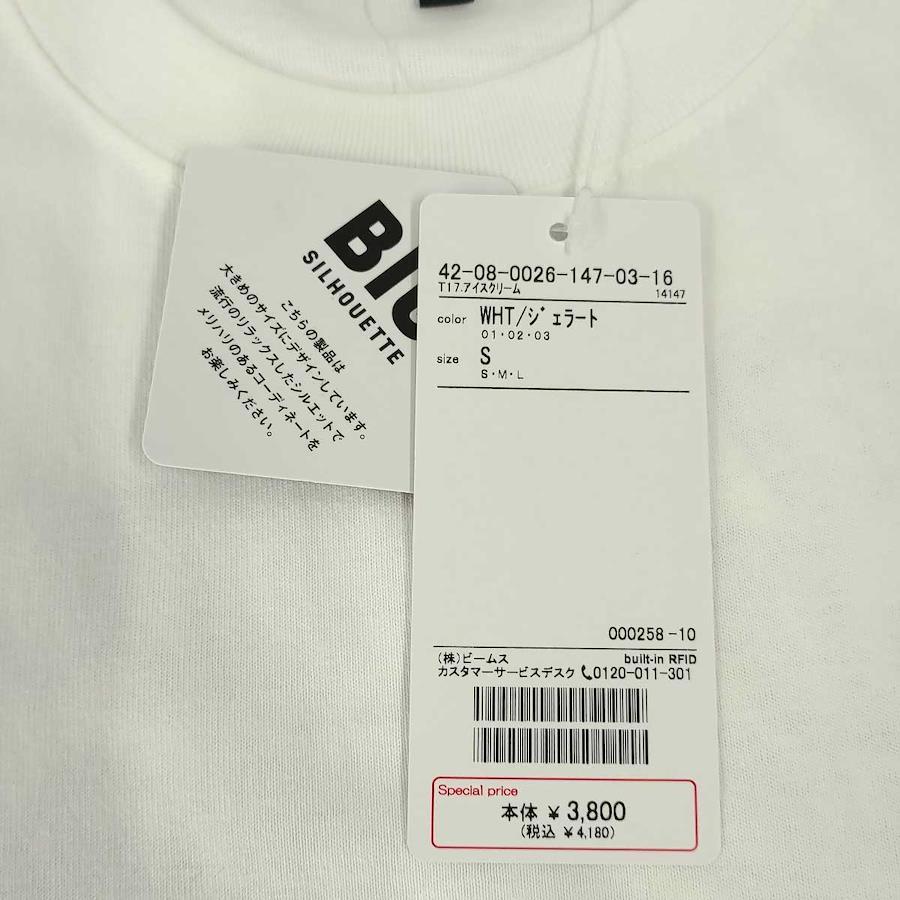 BIG
SILHOUETTE
こちらの製品は
大きめのサイズにデザインしています。
流行のリラックスしたシルエットで
メリハリのあるコーディネートを
お楽しみください。
42-08-0026-147-03-16
T17.アイスクリーム 14147
color WHT/ジェラート
01・02・03
size S
S・M・L
000258-10
(株)ビームス built-in RFID
カスタマーサービスデスク 0120-011-301
Special price
本体 ¥ 3,800
(税込 ¥4,180)